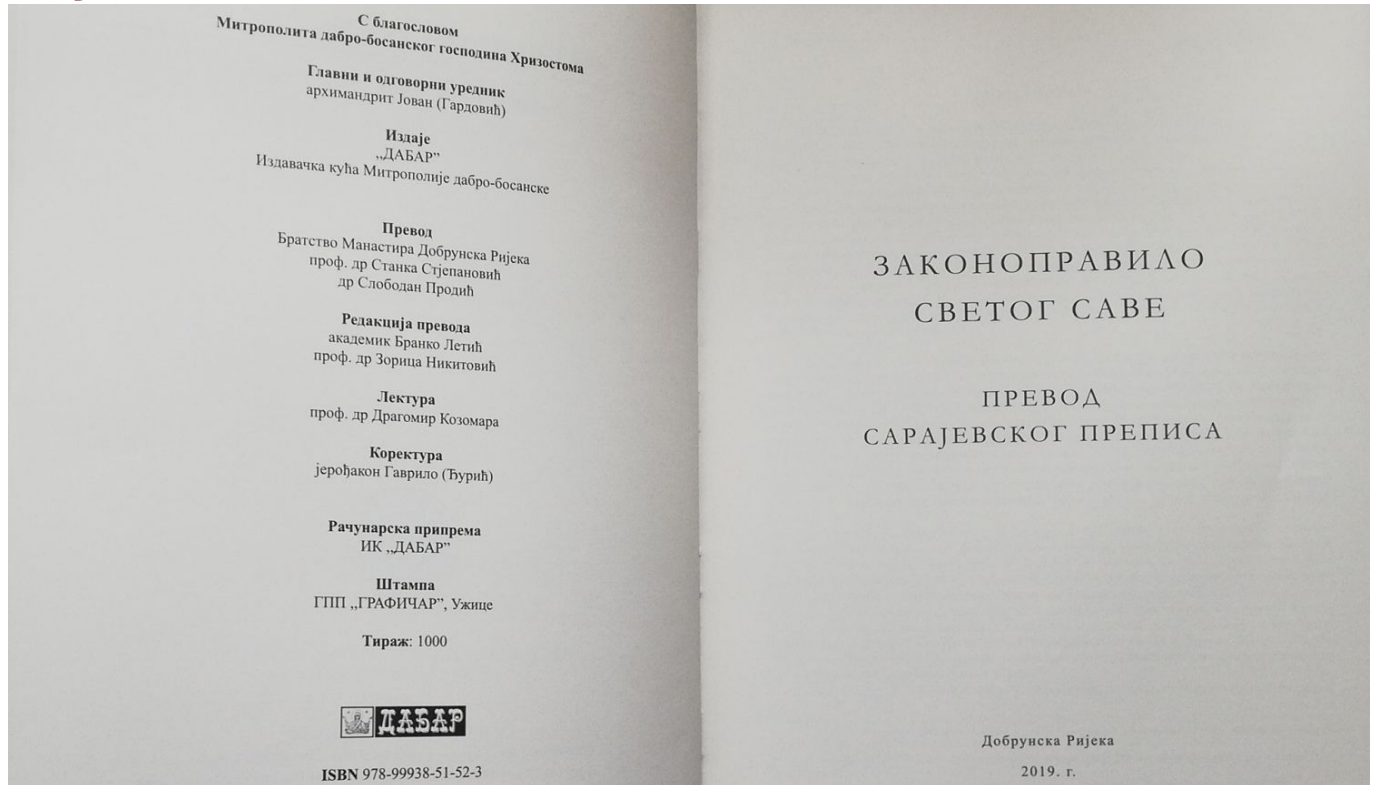 С благословом
Митрополита дабро-босанског господина Хризостома
Главни и одговорни уредник
архимандрит Јован (Гардовић)
Издаје
„ДАБАР”
Издавачка кућа Митрополије дабро-босанске
Превод
Братство Манастира Добрунска Ријека
проф. др Станка Стјепановић
др Слободан Продић
Редакција превода
академик Бранко Летић
проф. др Зорица Никитовић
Лектура
проф. др Драгомир Козомара
Коректура
јерођакон Гаврило (Ђурић)
Рачунарска припрема
ИК „ДАБАР”
Штампа
ГПП „ГРАФИЧАР”, Ужице
Тираж: 1000
ДАБАР
ISBN 978-99938-51-52-3
ЗАКОНОПРАВИЛО
СВЕТОГ САВЕ
ПРЕВОД
САРАЈЕВСКОГ ПРЕПИСА
Добрунска Ријека
2019. г.